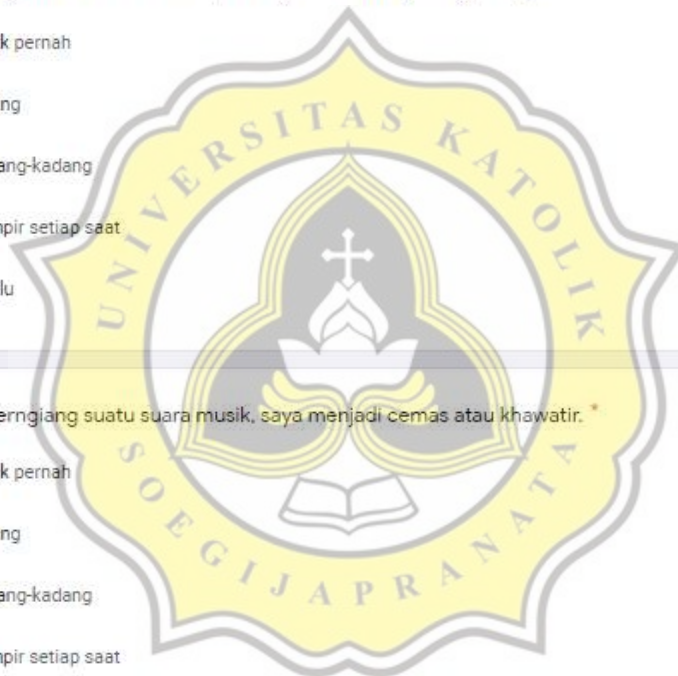 k pernah
ng
ang-kadang
npir setiap saat
lu
UNIVERSITAS KATOLIK
erngiang suatu suara musik, saya menjadi cemas atau khawatir. *
k pernah
SOEGIJAPRANATA
ng
ang-kadang
npir setiap saat